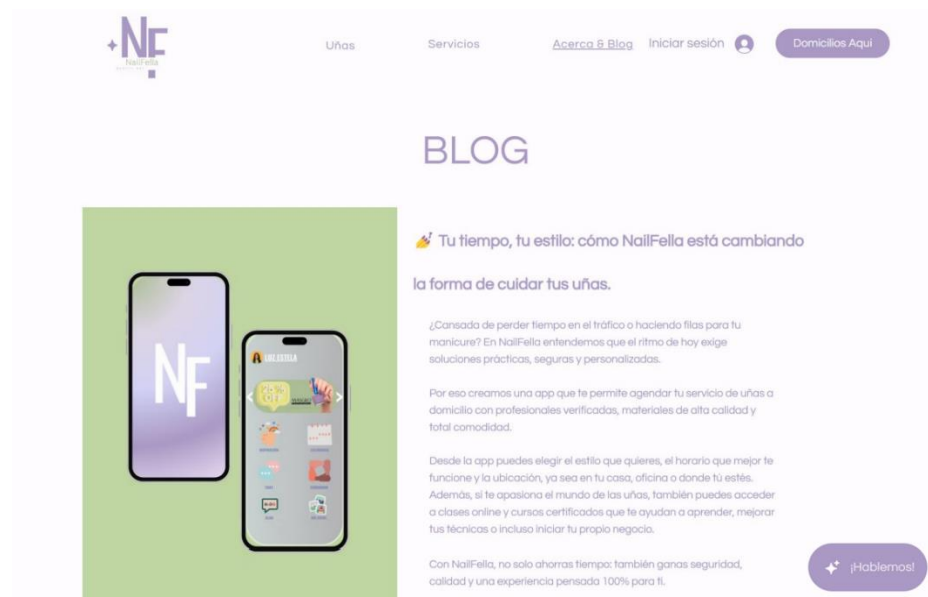 NF
NailFella
Uñas
Servicios
Acerca & Blog
Iniciar sesión
Domicilios Aquí
BLOG
Tu tiempo, tu estilo: cómo NailFella está cambiando
la forma de cuidar tus uñas.
¿Cansada de perder tiempo en el tráfico o haciendo filas para tu
manicure? En NailFella entendemos que el ritmo de hoy exige
soluciones prácticas, seguras y personalizadas.
Por eso creamos una app que te permite agendar tu servicio de uñas a
domicilio con profesionales verificadas, materiales de alta calidad y
total comodidad.
Desde la app puedes elegir el estilo que quieres, el horario que mejor te
funcione y la ubicación, ya sea en tu casa, oficina o donde tú estés.
Además, si te apasiona el mundo de las uñas, también puedes acceder
a clases online y cursos certificados que te ayudan a aprender, mejorar
tus técnicas o incluso iniciar tu propio negocio.
Con NailFella, no solo ahorras tiempo: también ganas seguridad,
calidad y una experiencia pensada 100% para ti.
NF
¡Hablemos!